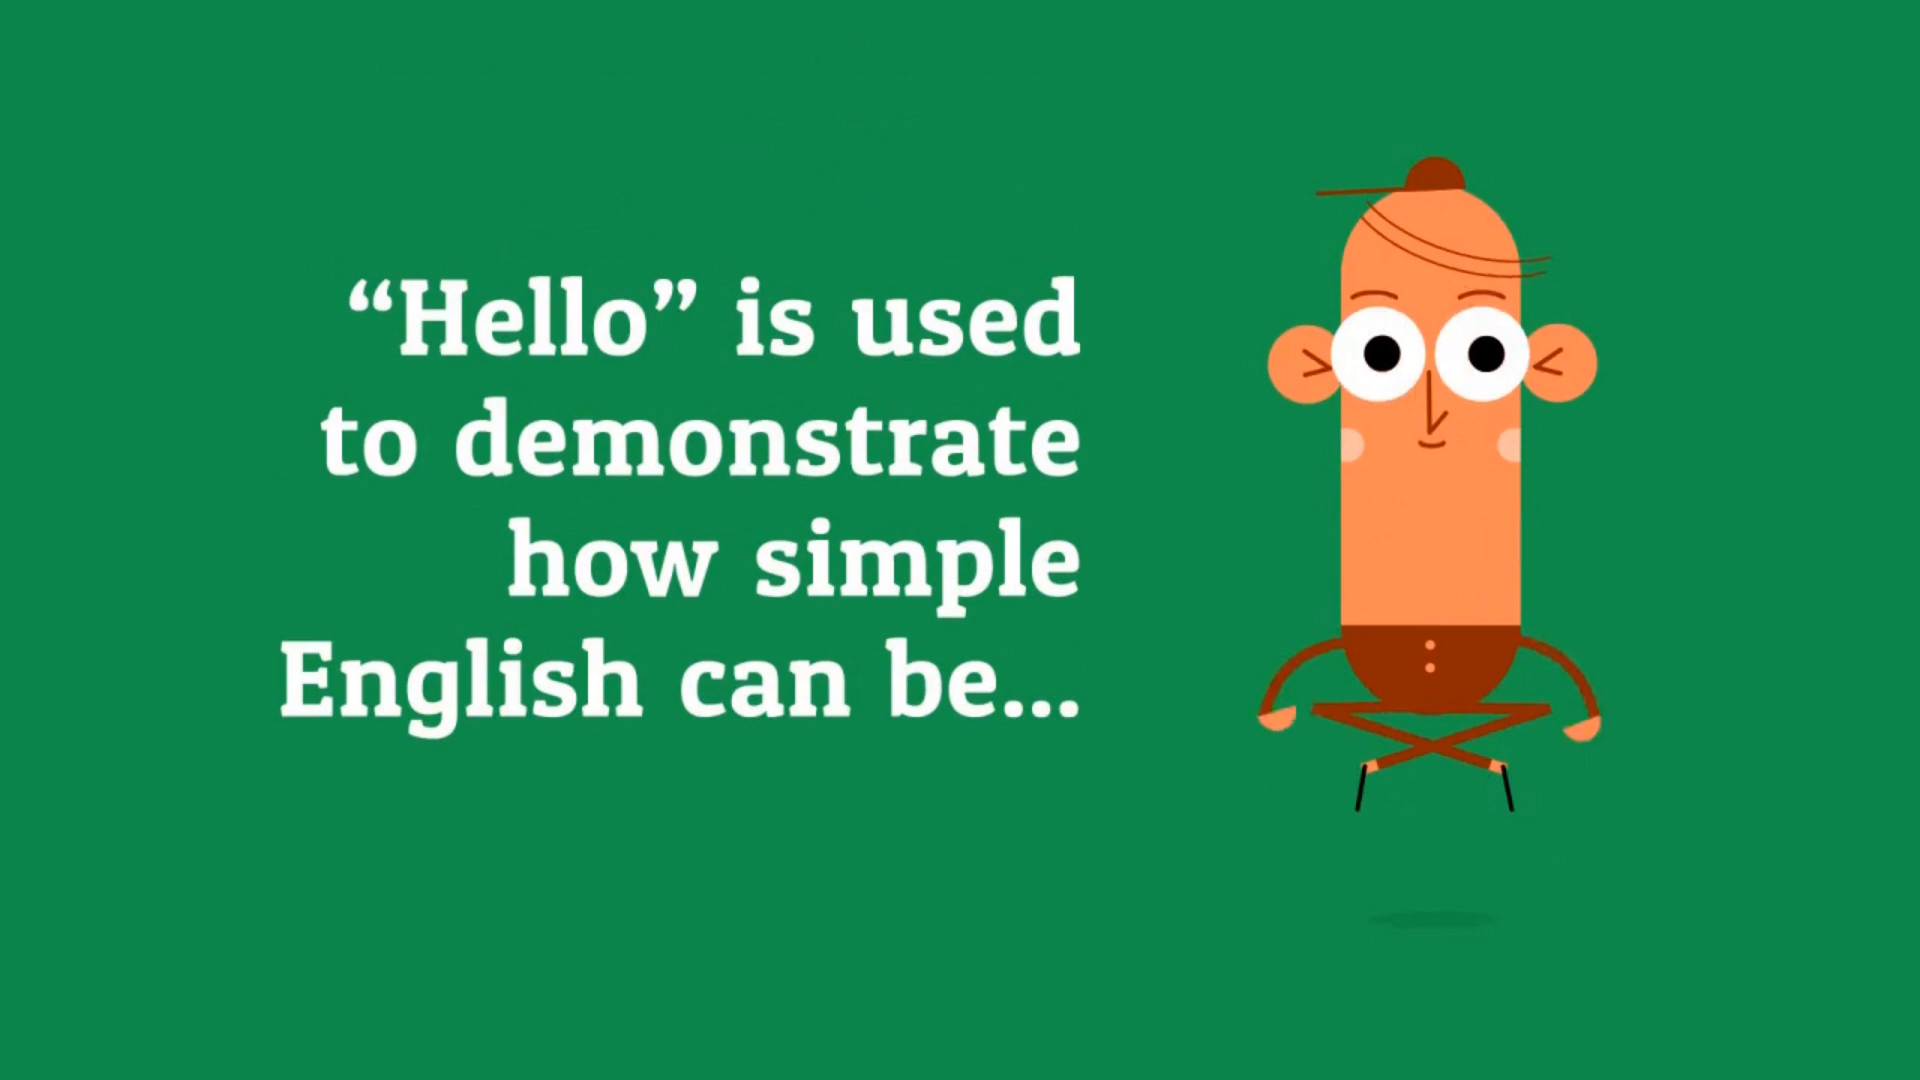 “Hello” is used
to demonstrate
how simple
English can be...